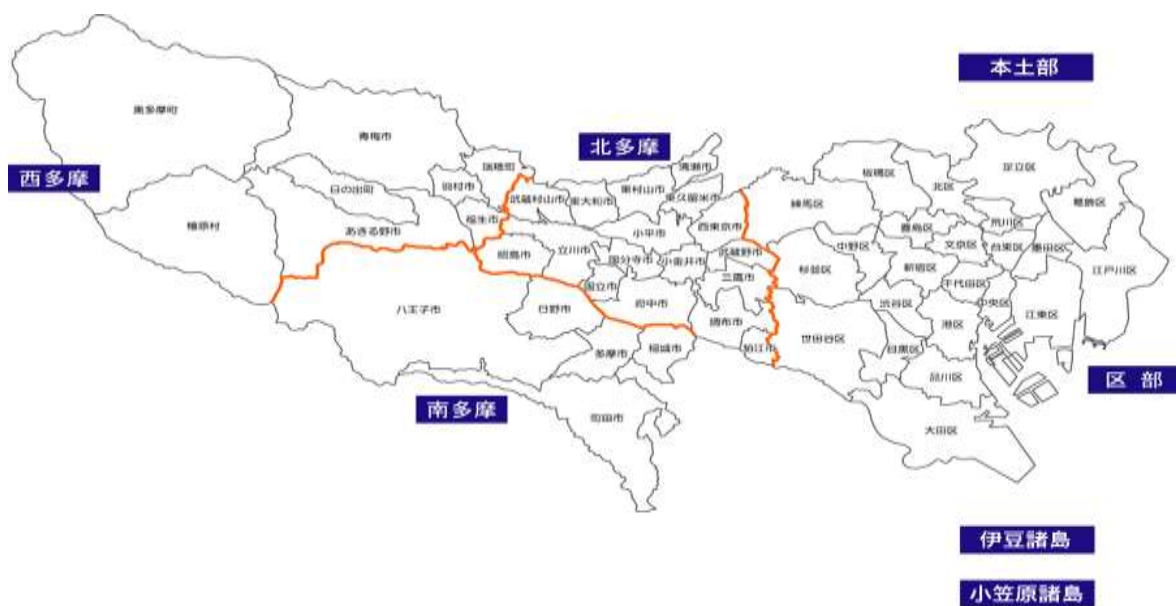 本土部
奥多摩町
青梅市
北多摩
足立区
西多摩
瑞穂町
清瀬市
板橋区
北区
日の出町
羽村市
武蔵村山市
東大和市
東村山市
東久留米市
練馬区
葛飾区
檜原村
あきる野市
福生市
小平市
西東京市
豊島区
荒川区
昭島市
立川市
国分寺市
小金井市
武蔵野市
中野区
文京区
台東区
墨田区
三鷹市
杉並区
新宿区
江戸川区
国立市
千代田区
八王子市
日野市
府中市
調布市
渋谷区
中央区
江東区
世田谷区
港区
多摩市
稲城市
狛江市
目黒区
品川区
区部
南多摩
町田市
大田区
伊豆諸島
小笠原諸島